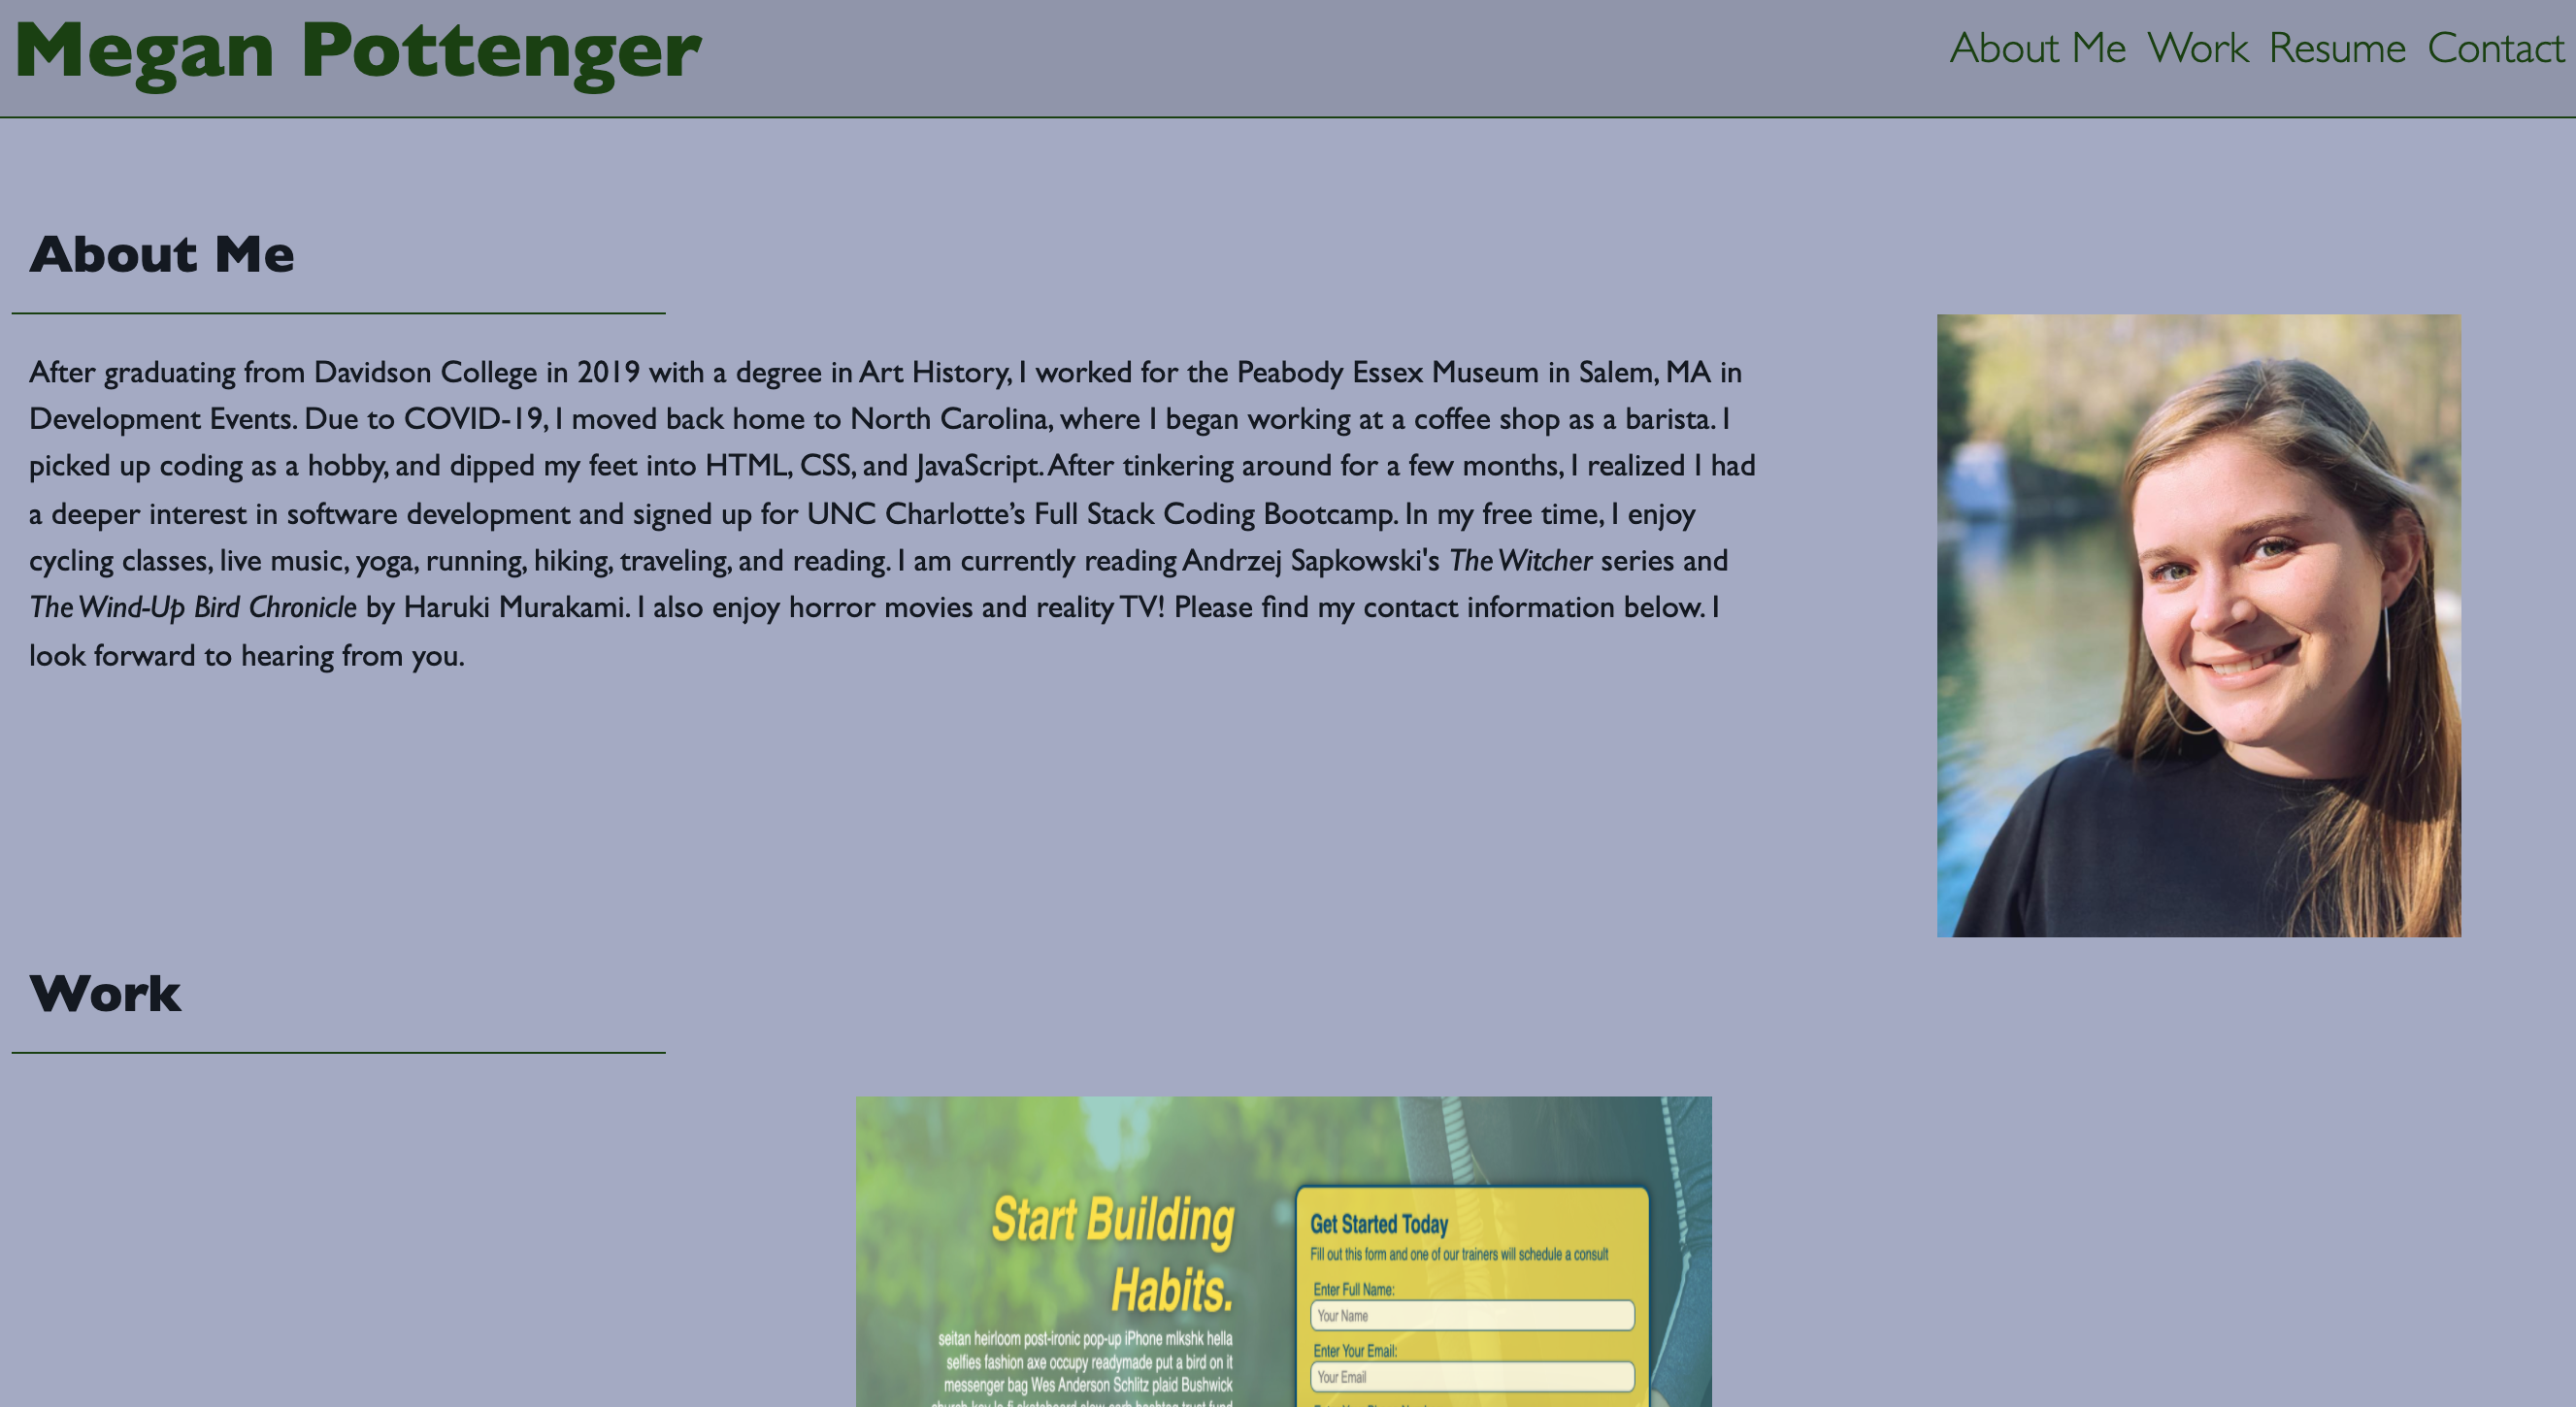 Megan Pottenger
About Me Work Resume Contact
About Me
After graduating from Davidson College in 2019 with a degree in Art History, I worked for the Peabody Essex Museum in Salem, MA in
Development Events. Due to COVID-19, I moved back home to North Carolina, where I began working at a coffee shop as a barista. I
picked up coding as a hobby, and dipped my feet into HTML, CSS, and JavaScript. After tinkering around for a few months, I realized I had
a deeper interest in software development and signed up for UNC Charlotte’s Full Stack Coding Bootcamp. In my free time, I enjoy
cycling classes, live music, yoga, running, hiking, traveling, and reading. I am currently reading Andrzej Sapkowski's The Witcher series and
The Wind-Up Bird Chronicle by Haruki Murakami. I also enjoy horror movies and reality TV! Please find my contact information below. I
look forward to hearing from you.
Work
Start Building
Habits.
seitan heirloom post-ironic pop-up iPhone mlkshk hella
selfies fashion axe occupy readymade put a bird on it
messenger bag Wes Anderson Schlitz plaid Bushwick
Get Started Today
Fill out this form and one of our trainers will schedule a consult
Enter Full Name:
Your Name
Enter Your Email:
Your Email